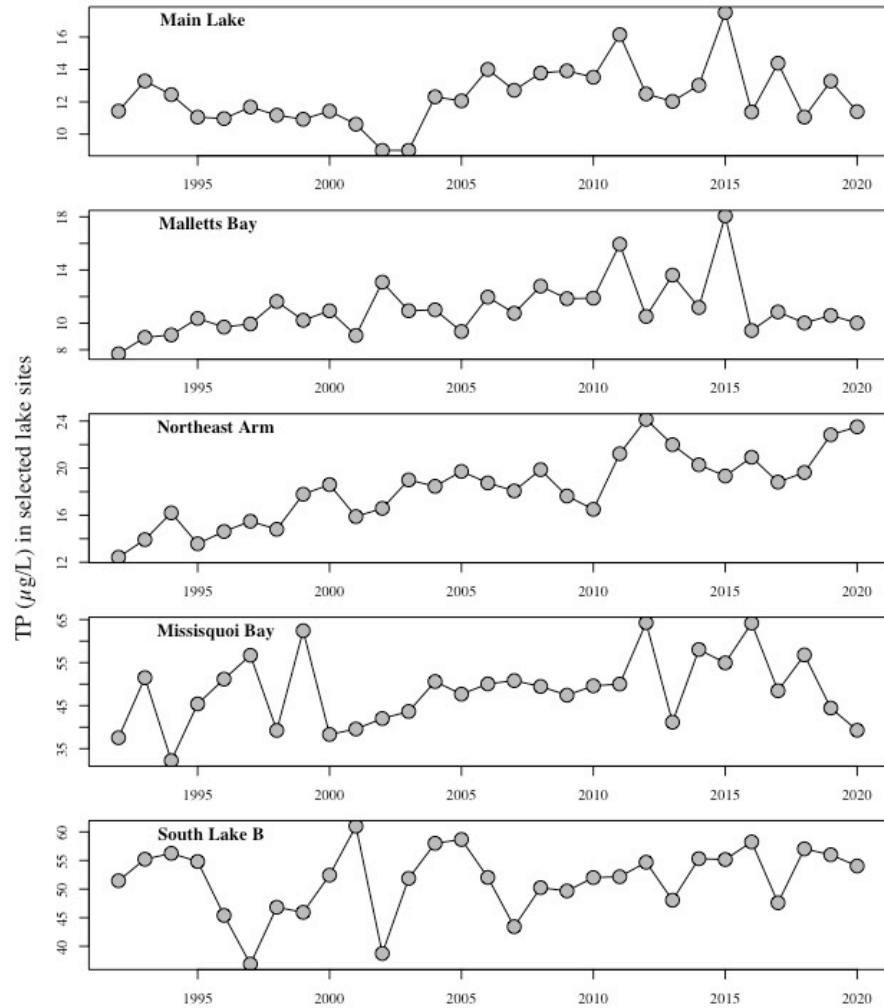 TP (µg/L) in selected lake sites
Main Lake
16
14
12
10
1995 2000 2005 2010 2015 2020
Malletts Bay
18
14
10
8
1995 2000 2005 2010 2015 2020
Northeast Arm
24
20
16
12
1995 2000 2005 2010 2015 2020
Missisquoi Bay
65
55
45
35
1995 2000 2005 2010 2015 2020
South Lake B
60
55
50
45
40
1995 2000 2005 2010 2015 2020